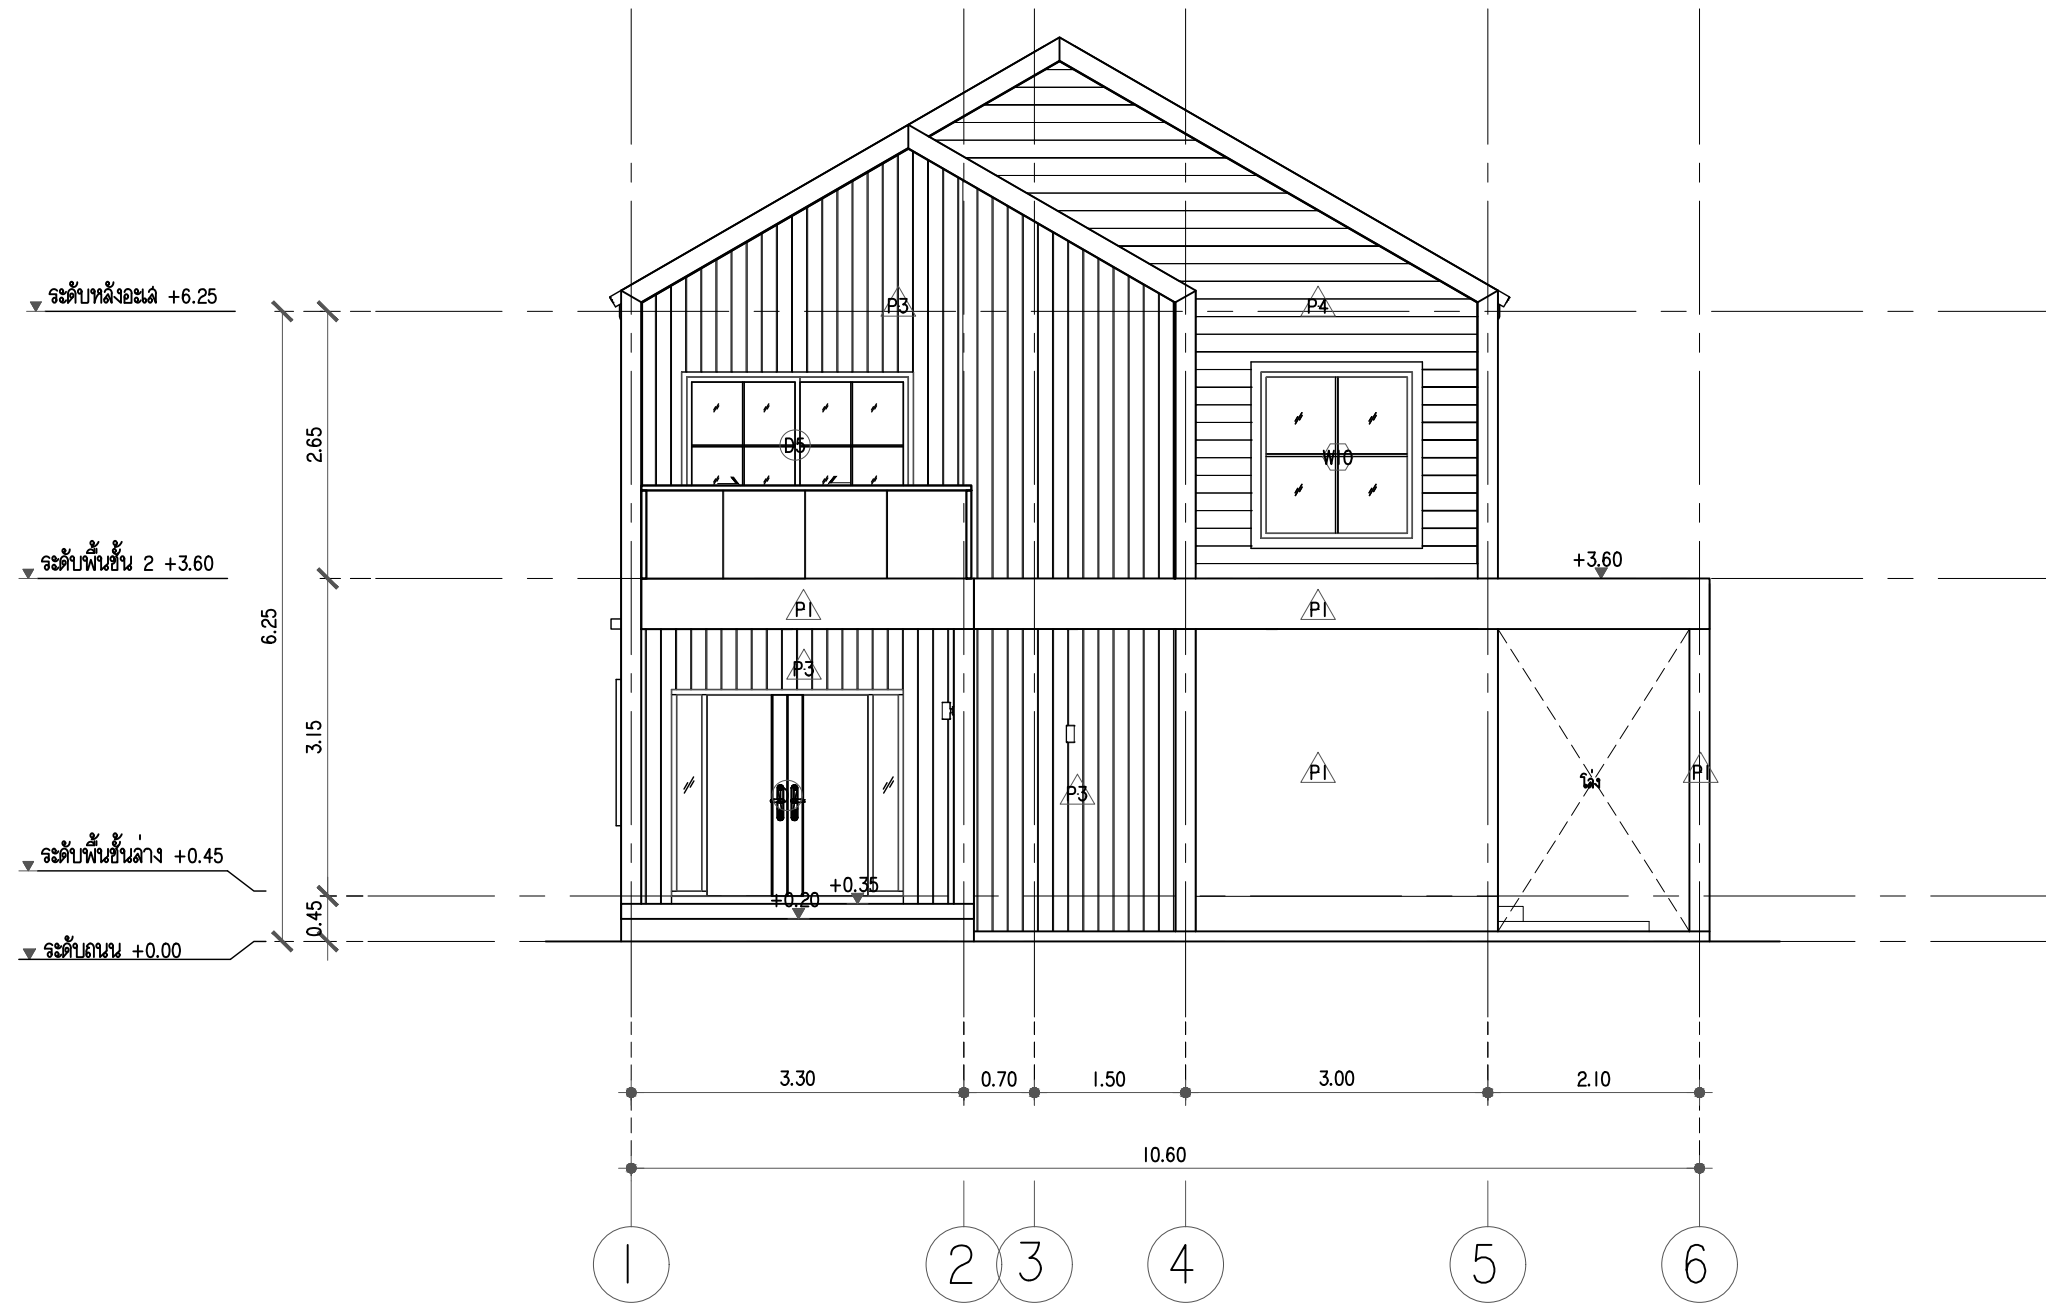 ระดับหลังอะเส +6.25
P3
P4
2.65
D5
W10
ระดับพื้นชั้น 2 +3.60
+3.60
6.25
P1
P1
P3
3.15
P1
P1
P3
โล่ง
ระดับพื้นชั้นล่าง +0.45
+0.35
+0.20
0.45
ระดับถนน +0.00
3.30 0.70 1.50 3.00 2.10
10.60
1 2 3 4 5 6